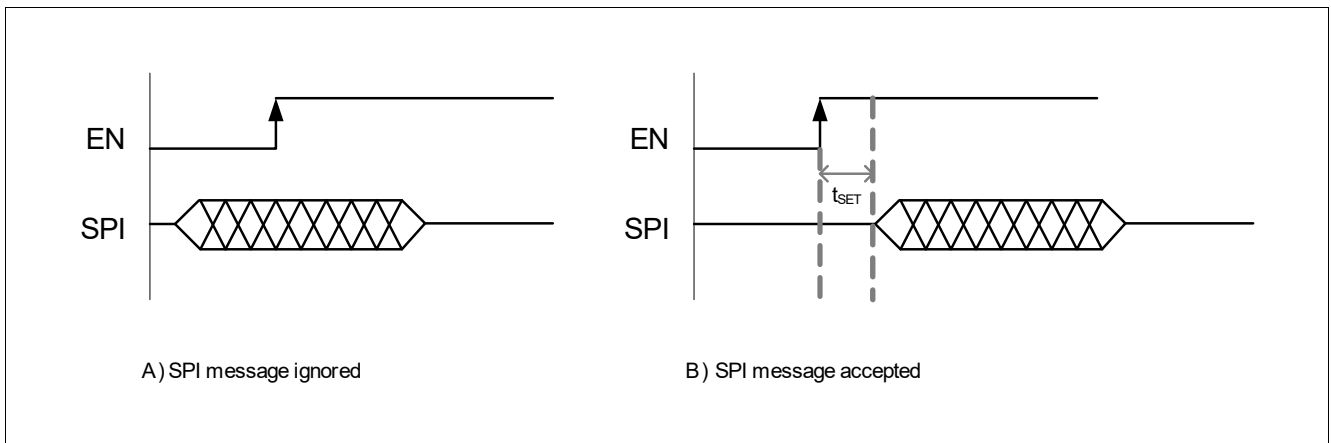 EN
SPI
A) SPI message ignored
EN
tSET
SPI
B) SPI message accepted